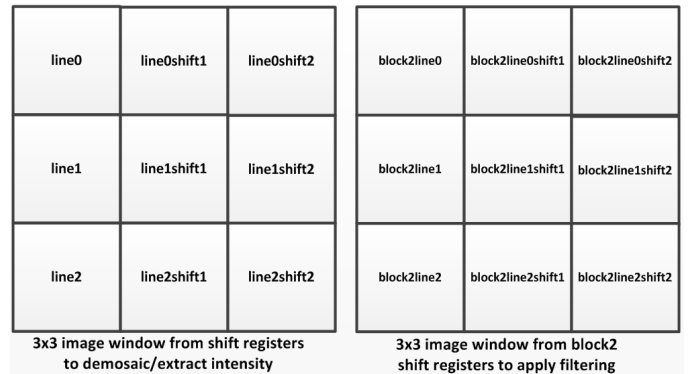 line0 line0shift1 line0shift2
line1 line1shift1 line1shift2
line2 line2shift1 line2shift2
3x3 image window from shift registers
to demosaic/extract intensity
block2line0 block2line0shift1 block2line0shift2
block2line1 block2line1shift1 block2line1shift2
block2line2 block2line2shift1 block2line2shift2
3x3 image window from block2
shift registers to apply filtering